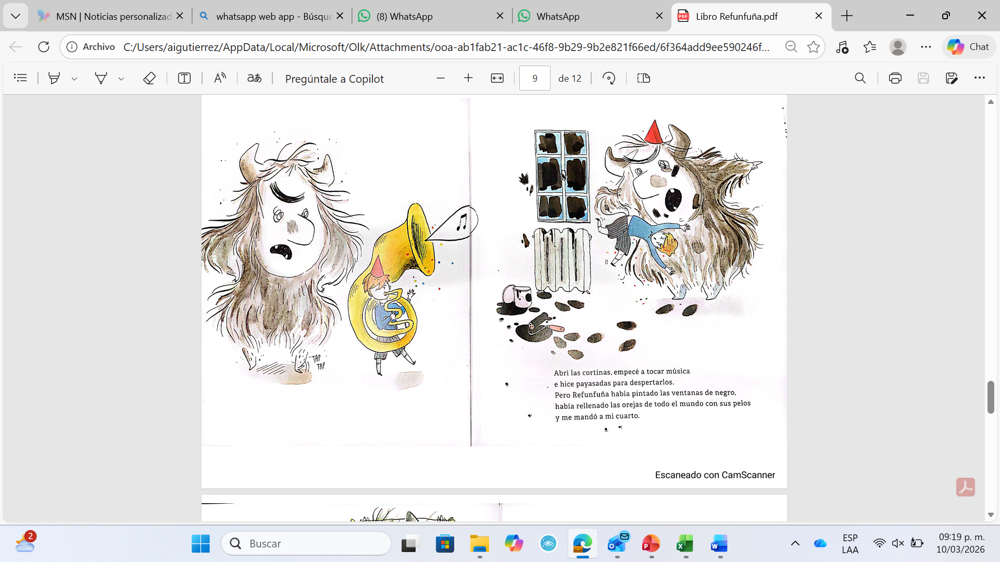 MSN | Noticias personalizad
whatsapp web app - Búsque
(8) WhatsApp
WhatsApp
PDF
Libro Refunfuña.pdf
Archivo
C:/Users/aigutierrez/AppData/Local/Microsoft/Olk/Attachments/ooa-ab1fab21-ac1c-46f8-9b29-9b2e821f66ed/6f364add9ee590246f...
Chat
Pregúntale a Copilot
9
de 12
TAP
TAP
Abrí las cortinas, empecé a tocar música
e hice payasadas para despertarlos.
Pero Refunfuña había pintado las ventanas de negro,
había rellenado las orejas de todo el mundo con sus pelos
y me mandó a mi cuarto.
Escaneado con CamScanner
2
Buscar
ESP
LAA
09:19 p. m.
10/03/2026